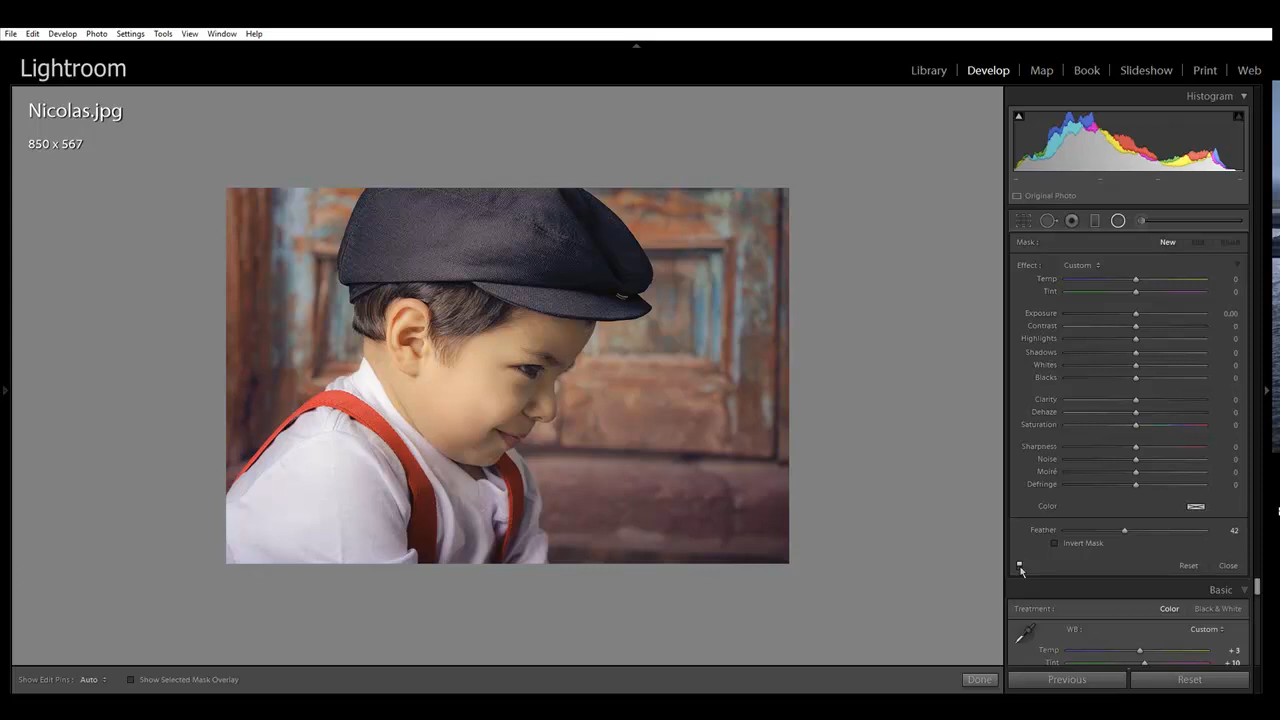 File Edit Develop Photo Settings Tools View Window Help
Lightroom
Library | Develop | Map | Book | Slideshow | Print | Web
Nicolas.jpg
850 x 567
Histogram
Original Photo
Mask : New
Effect : Custom
Temp 0
Tint 0
Exposure 0,00
Contrast 0
Highlights 0
Shadows 0
Whites 0
Blacks 0
Clarity 0
Dehaze 0
Saturation 0
Sharpness 0
Noise 0
Moiré 0
Defringe 0
Color
Feather 42
Invert Mask
Reset Close
Basic
Treatment : Color Black & White
WB : Custom
Temp + 3
Tint + 10
Show Edit Pins : Auto Show Selected Mask Overlay Done
Previous Reset